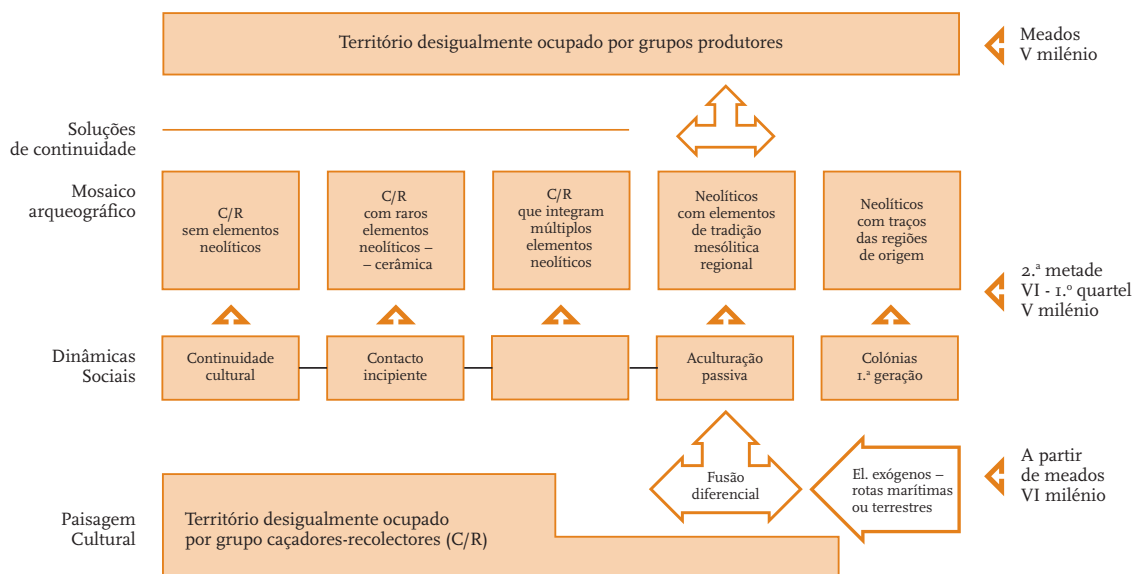 Território desigualmente ocupado por grupos produtores
Meados
V milénio
Soluções
de continuidade
Mosaico
arqueográfico
C/R
sem elementos
neolíticos
C/R
com raros
elementos
neolíticos –
– cerâmica
C/R
que integram
múltiplos
elementos
neolíticos
Neolíticos
com elementos
de tradição
mesólitica
regional
Neolíticos
com traços
das regiões
de origem
2.ª metade
VI - 1.º quartel
V milénio
Dinâmicas
Sociais
Continuidade
cultural
Contacto
incipiente
Aculturação
passiva
Colónias
1.ª geração
Fusão
diferencial
El. exógenos –
rotas marítimas
ou terrestres
A partir
de meados
VI milénio
Paisagem
Cultural
Território desigualmente ocupado
por grupo caçadores-recolectores (C/R)